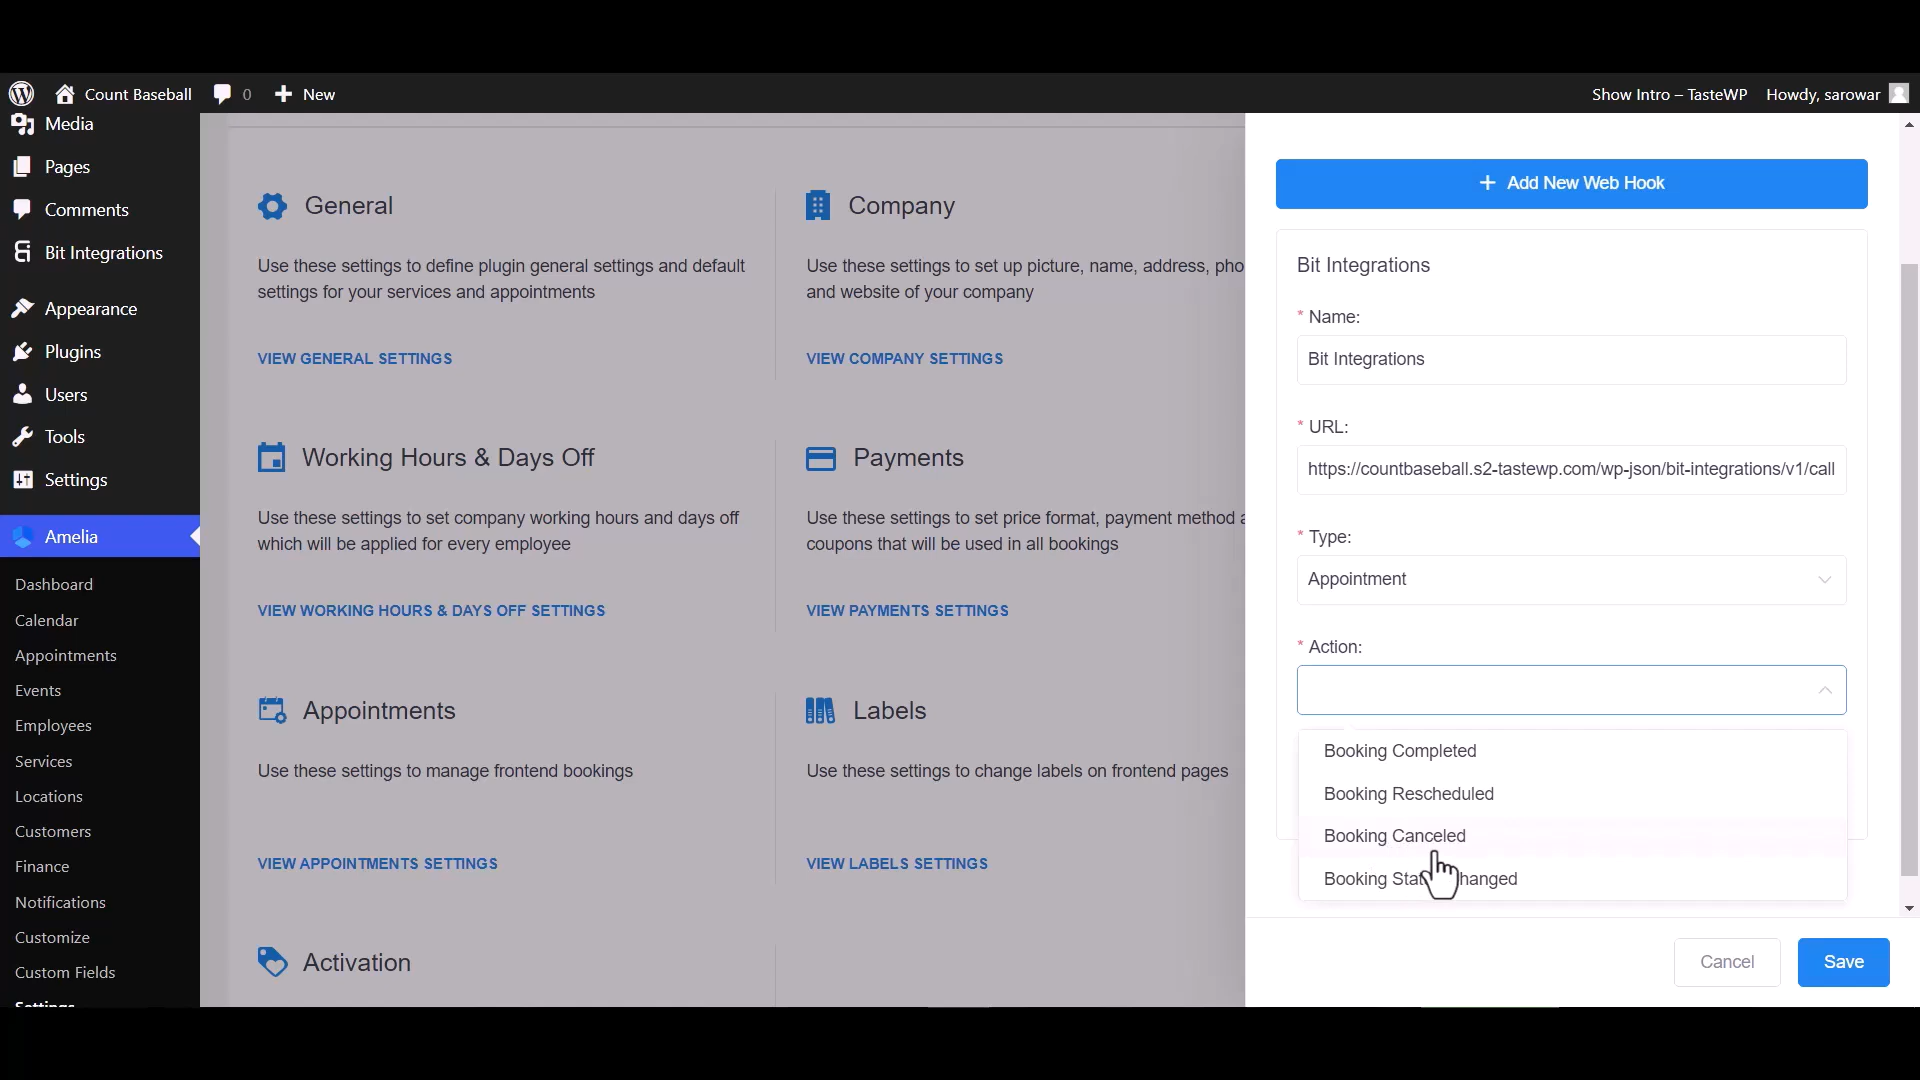 Count Baseball
0
New
Show Intro – TasteWP
Howdy, sarowar
Media
Pages
Comments
Bit Integrations
Appearance
Plugins
Users
Tools
Settings
Amelia
Dashboard
Calendar
Appointments
Events
Employees
Services
Locations
Customers
Finance
Notifications
Customize
Custom Fields
Settings
General
Use these settings to define plugin general settings and default
settings for your services and appointments
VIEW GENERAL SETTINGS
Company
Use these settings to set up picture, name, address, pho
and website of your company
VIEW COMPANY SETTINGS
Working Hours & Days Off
Use these settings to set company working hours and days off
which will be applied for every employee
VIEW WORKING HOURS & DAYS OFF SETTINGS
Payments
Use these settings to set price format, payment method a
coupons that will be used in all bookings
VIEW PAYMENTS SETTINGS
Appointments
Use these settings to manage frontend bookings
VIEW APPOINTMENTS SETTINGS
Labels
Use these settings to change labels on frontend pages
VIEW LABELS SETTINGS
Activation
+ Add New Web Hook
Bit Integrations
* Name:
Bit Integrations
* URL:
https://countbaseball.s2-tastewp.com/wp-json/bit-integrations/v1/call
* Type:
Appointment
* Action:
Booking Completed
Booking Rescheduled
Booking Canceled
Booking Stat hanged
Cancel
Save